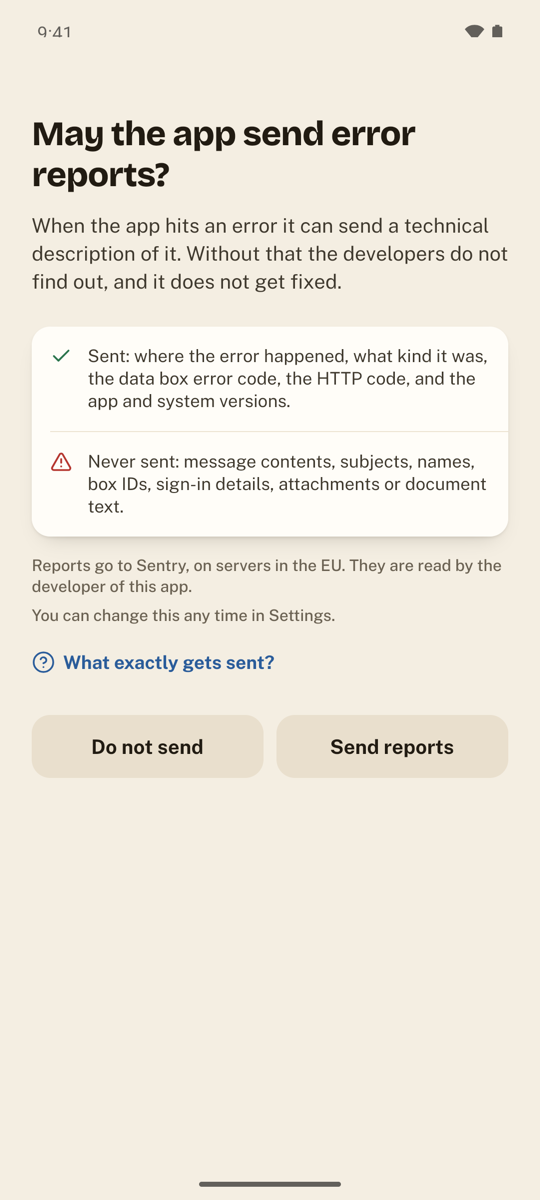 9:41
May the app send error
reports?
When the app hits an error it can send a technical
description of it. Without that the developers do not
find out, and it does not get fixed.
Sent: where the error happened, what kind it was,
the data box error code, the HTTP code, and the
app and system versions.
Never sent: message contents, subjects, names,
box IDs, sign-in details, attachments or document
text.
Reports go to Sentry, on servers in the EU. They are read by the
developer of this app.
You can change this any time in Settings.
What exactly gets sent?
Do not send
Send reports